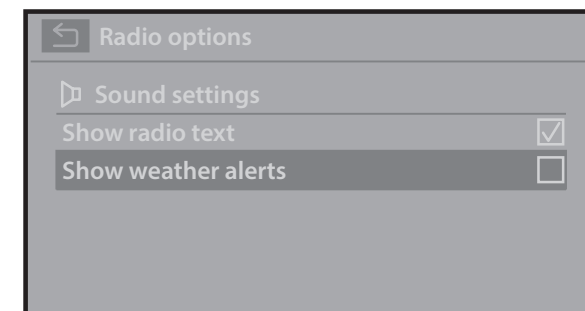 Radio options
Sound settings
Show radio text
Show weather alerts